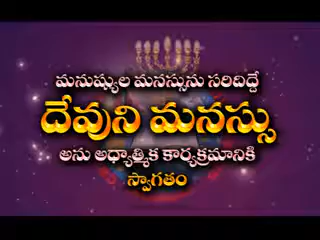 మనుష్యుల మనస్సును సరిదిద్దే
దేవుని మనస్సు
అను అధ్యాత్మిక కార్యక్రమానికి
స్వాగతం